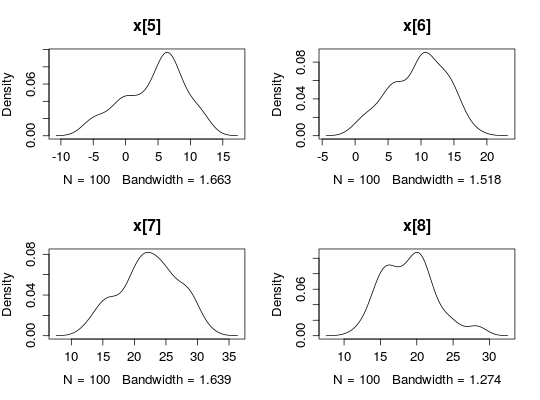 x[5]
Density
0.00 0.06
-10 -5 0 5 10 15
N = 100 Bandwidth = 1.663
x[6]
Density
0.00 0.04 0.08
-5 0 5 10 15 20
N = 100 Bandwidth = 1.518
x[7]
Density
0.00 0.04 0.08
10 15 20 25 30 35
N = 100 Bandwidth = 1.639
x[8]
Density
0.00 0.06
10 15 20 25 30
N = 100 Bandwidth = 1.274